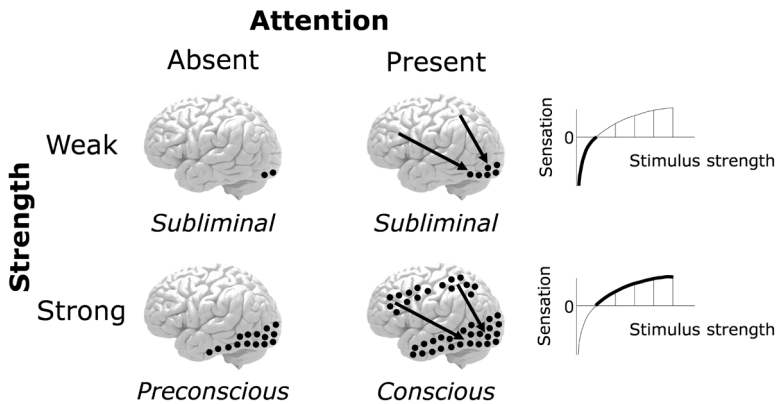 Attention
Absent
Present
Strength
Weak
Subliminal
Subliminal
Sensation
0
Stimulus strength
Strong
Preconscious
Conscious
Sensation
0
Stimulus strength